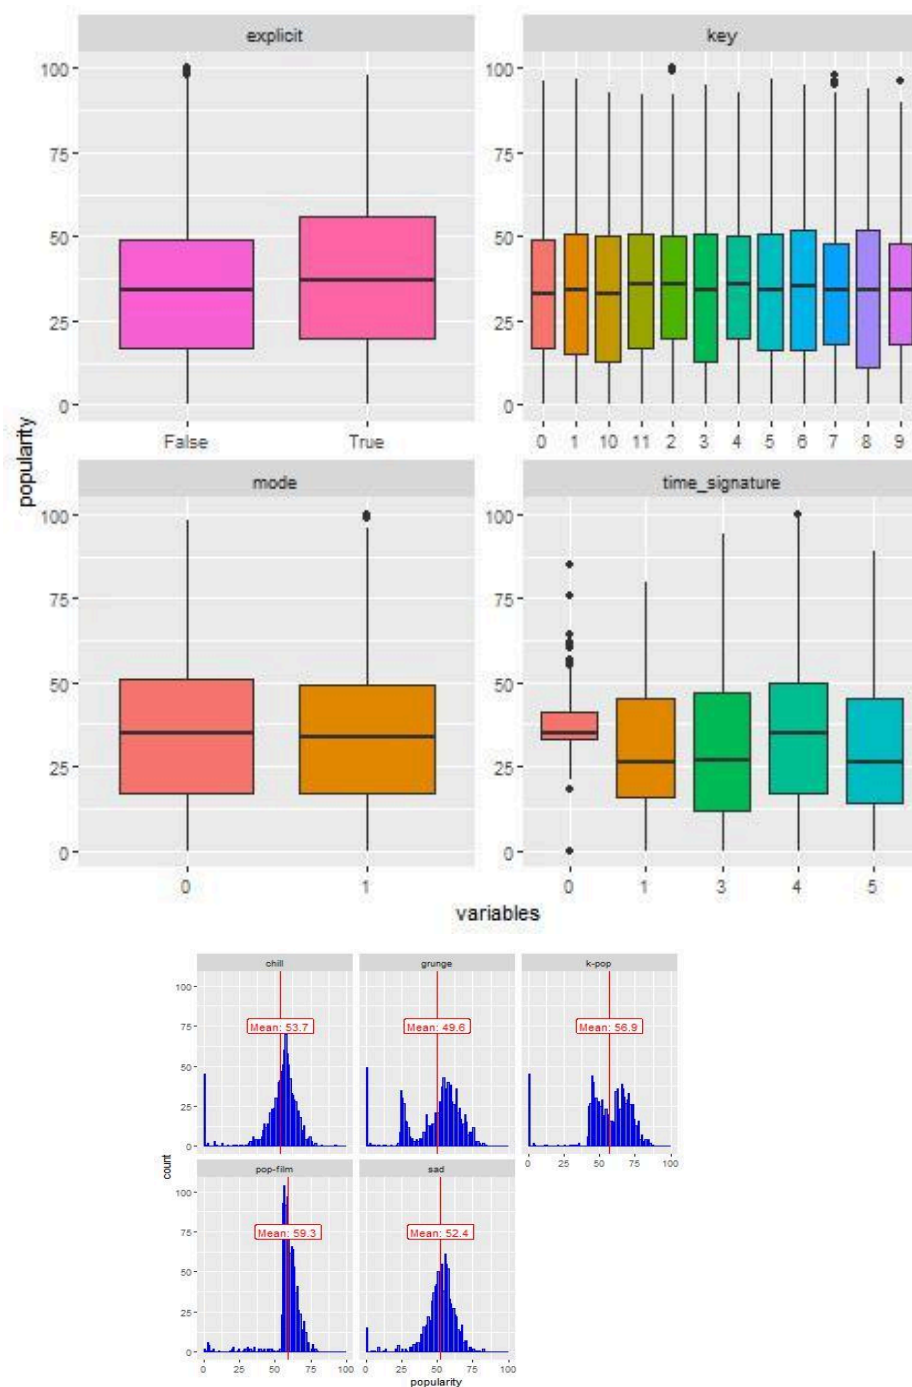 explicit
key
100
75
50
25
0
100
75
50
25
0
False
True
0 1 10 11 2 3 4 5 6 7 8 9
popularity
mode
time_signature
100
75
50
25
0
100
75
50
25
0
0
1
0 1 3 4 5
variables
chill
grunge
k-pop
100
75
50
25
0
Mean: 53.7
Mean: 49.6
Mean: 56.9
0 25 50 75 100
count
pop-film
sad
100
75
50
25
0
Mean: 59.3
Mean: 52.4
0 25 50 75 100
0 25 50 75 100
popularity